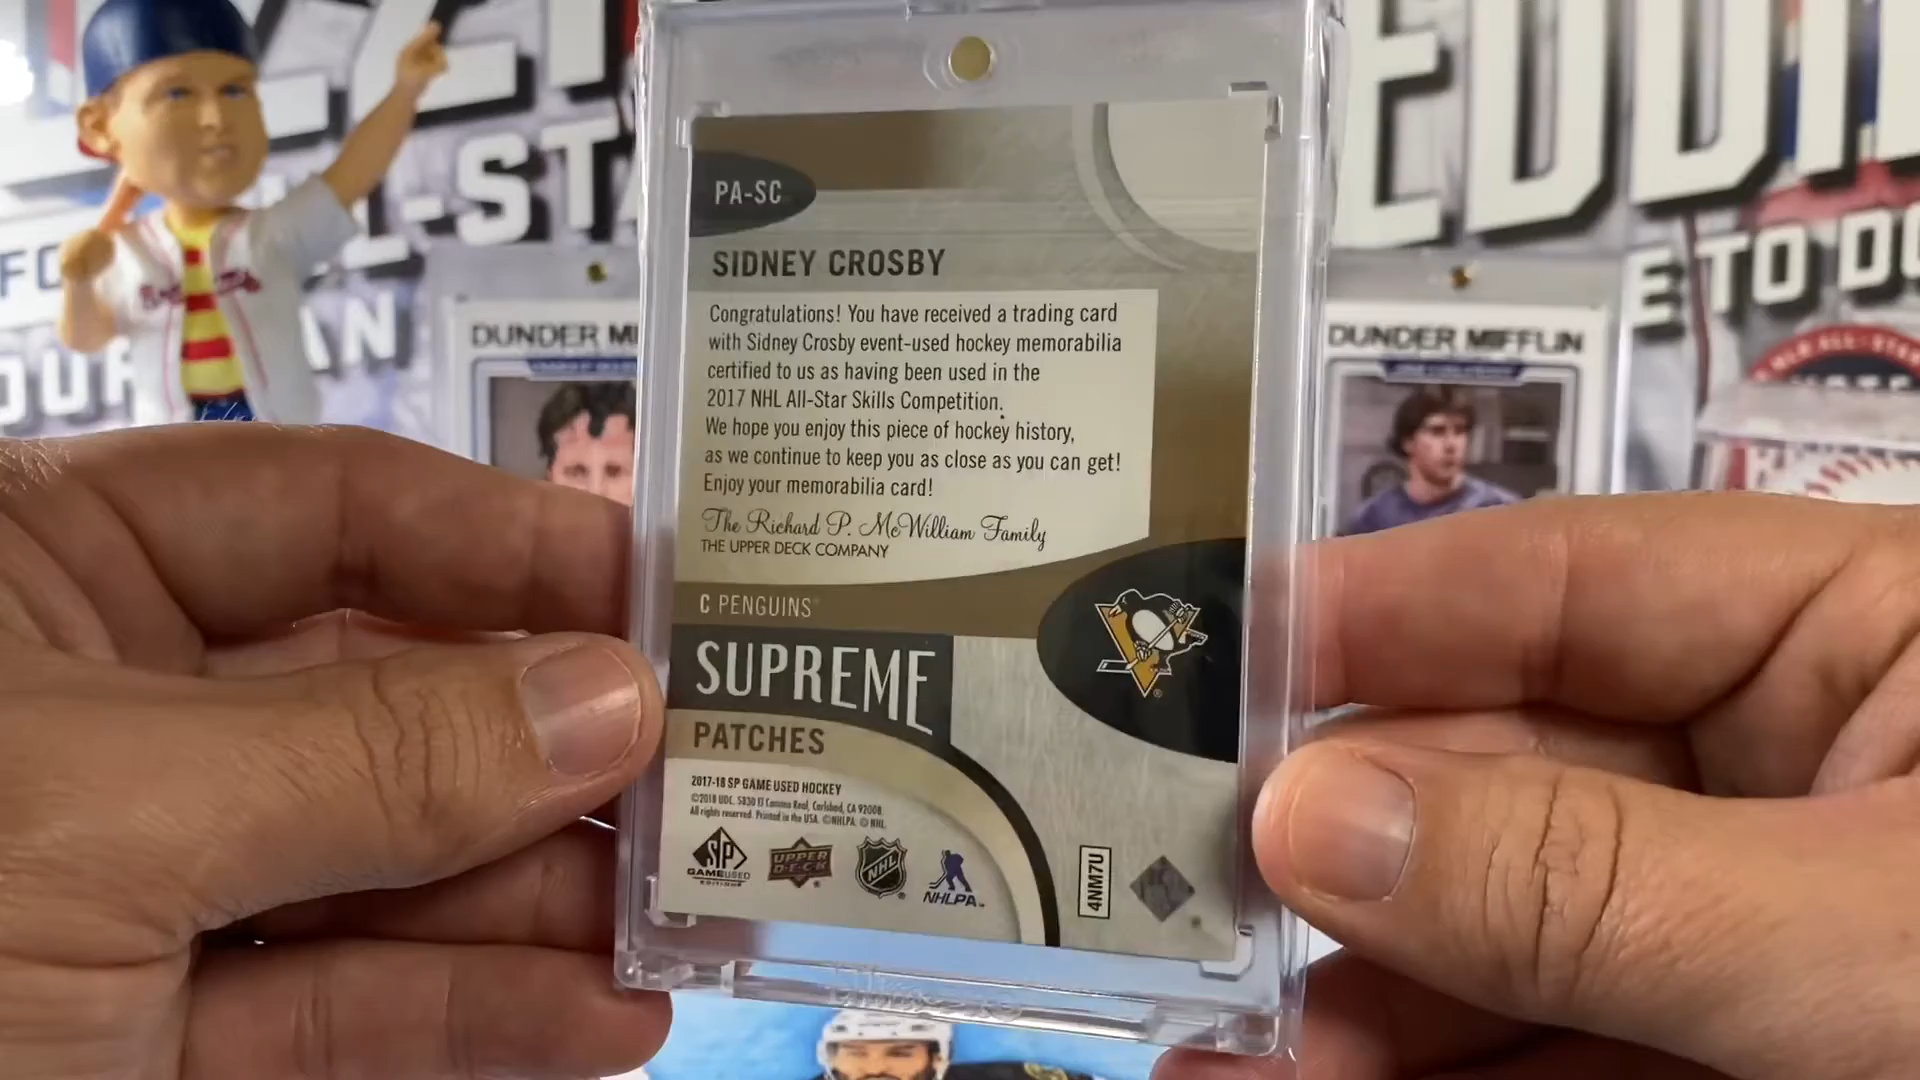 PA-SC
SIDNEY CROSBY
Congratulations! You have received a trading card
with Sidney Crosby event-used hockey memorabilia
certified to us as having been used in the
2017 NHL All-Star Skills Competition.
We hope you enjoy this piece of hockey history,
as we continue to keep you as close as you can get!
Enjoy your memorabilia card!
The Richard P. McWilliam Family
THE UPPER DECK COMPANY
C PENGUINS
SUPREME
PATCHES
2017-18 SP GAME USED HOCKEY
©2018 UDC. 5830 El Camino Real, Carlsbad, CA 92008.
All rights reserved. Printed in the USA. ©NHLPA. © NHL.
SP
GAMEUSED
EDITION
UPPER
DECK
NHL
NHLPA
4NM7U
DUNDER MI
DUNDER MIFFLIN
E TO DO